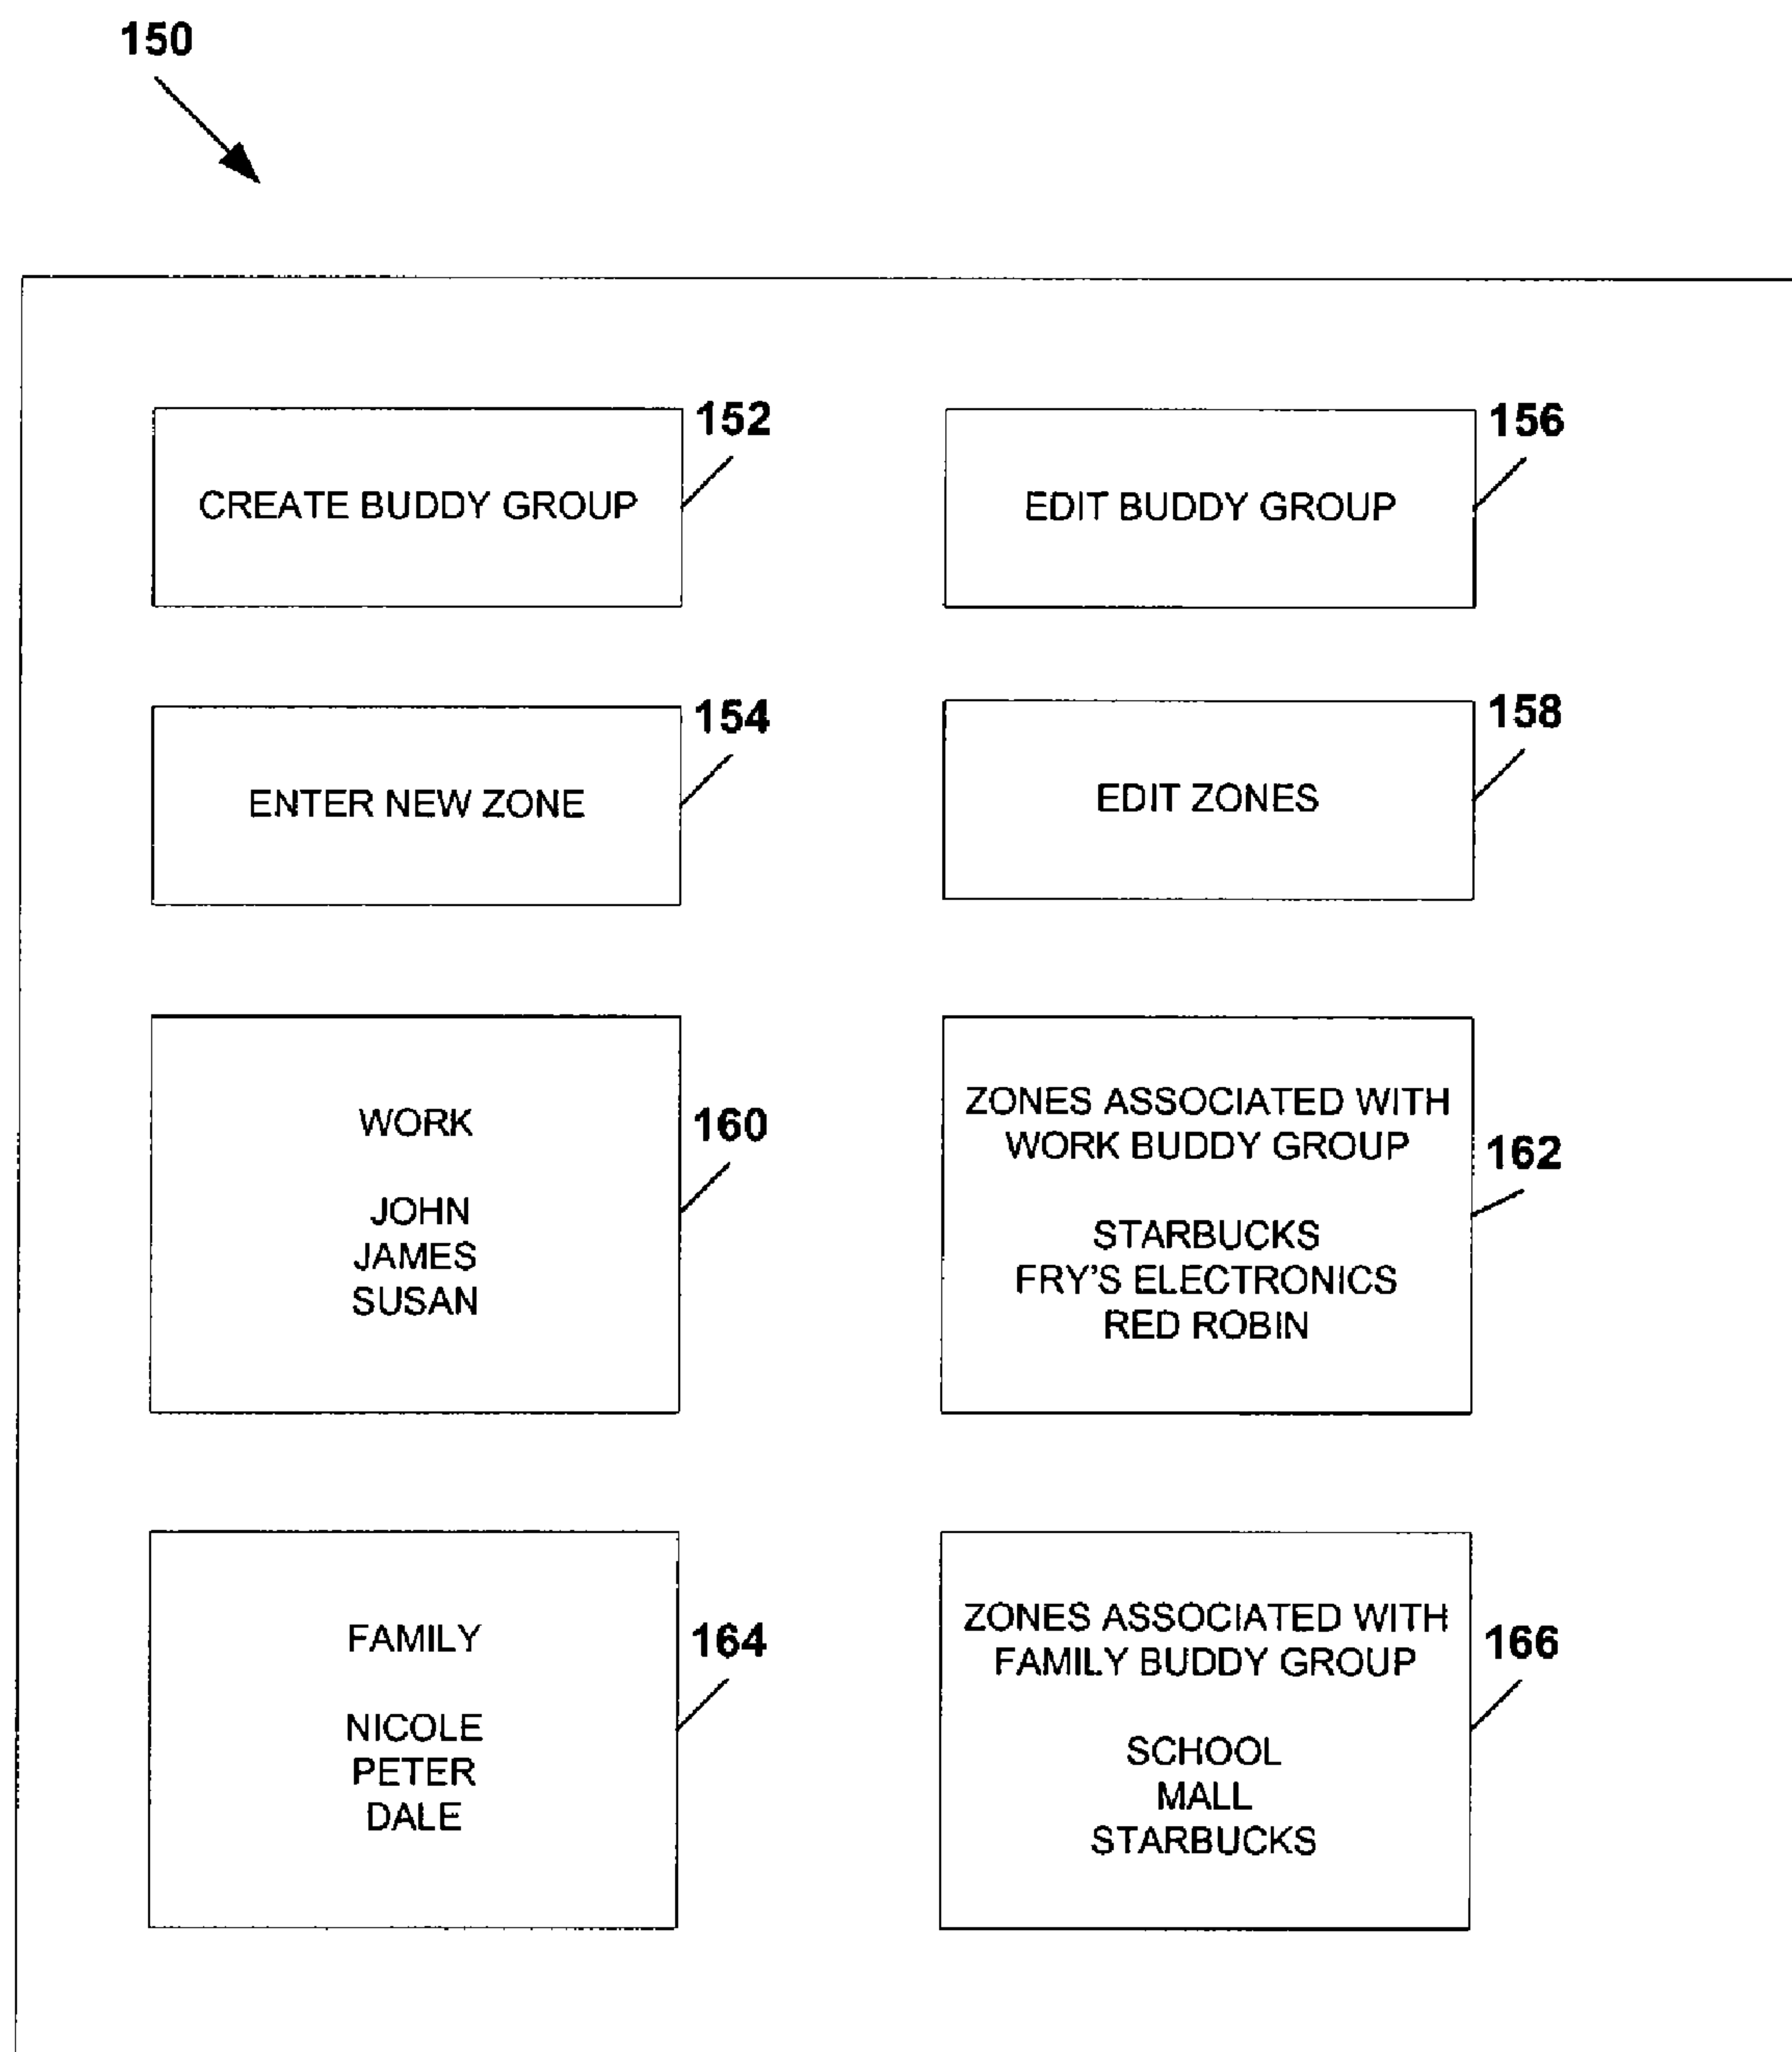 150
152
CREATE BUDDY GROUP
156
EDIT BUDDY GROUP
154
ENTER NEW ZONE
158
EDIT ZONES
160
WORK
JOHN
JAMES
SUSAN
162
ZONES ASSOCIATED WITH
WORK BUDDY GROUP
STARBUCKS
FRY'S ELECTRONICS
RED ROBIN
164
FAMILY
NICOLE
PETER
DALE
166
ZONES ASSOCIATED WITH
FAMILY BUDDY GROUP
SCHOOL
MALL
STARBUCKS